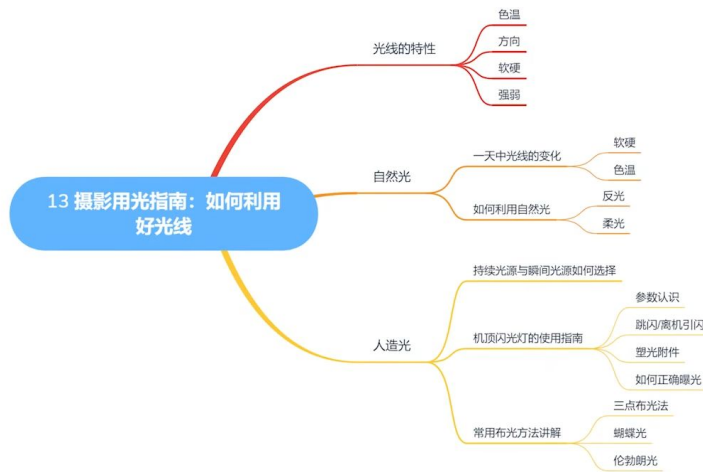 13 摄影用光指南：如何利用
好光线
光线的特性
色温
方向
软硬
强弱
自然光
一天中光线的变化
软硬
色温
如何利用自然光
反光
柔光
人造光
持续光源与瞬间光源如何选择
机顶闪光灯的使用指南
参数认识
跳闪/离机引闪
塑光附件
如何正确曝光
常用布光方法讲解
三点布光法
蝴蝶光
伦勃朗光